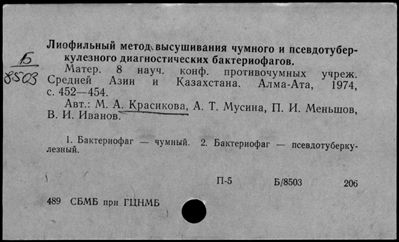 Лиофильный метод высушивания чумного и псевдотубер-
кулезного диагностических бактериофагов.
Б
8503
Матер. 8 науч. конф. противочумных учреж.
Средней Азии и Казахстана. Алма-Ата, 1974,
с. 452—454.
Авт.: М. А. Красикова, А. Т. Мусина, П. И. Меньшов,
В. И. Иванов.
1. Бактериофаг — чумный. 2. Бактериофаг — псевдотуберку-
лезный.
П-5 Б/8503 206
489 СБМБ при ГЦНМБ